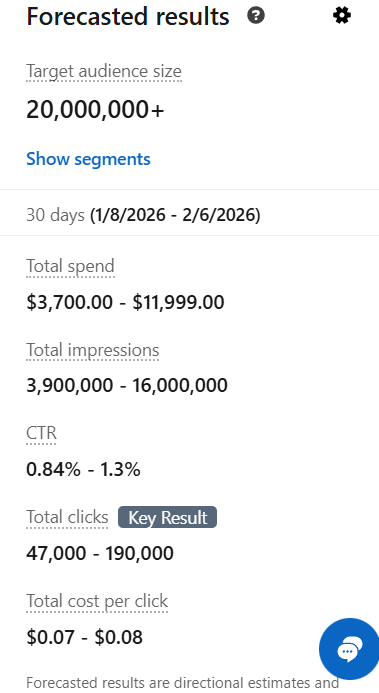 Forecasted results ?
Target audience size
20,000,000+
Show segments
30 days (1/8/2026 - 2/6/2026)
Total spend
$3,700.00 - $11,999.00
Total impressions
3,900,000 - 16,000,000
CTR
0.84% - 1.3%
Total clicks Key Result
47,000 - 190,000
Total cost per click
$0.07 - $0.08
Forecasted results are directional estimates and